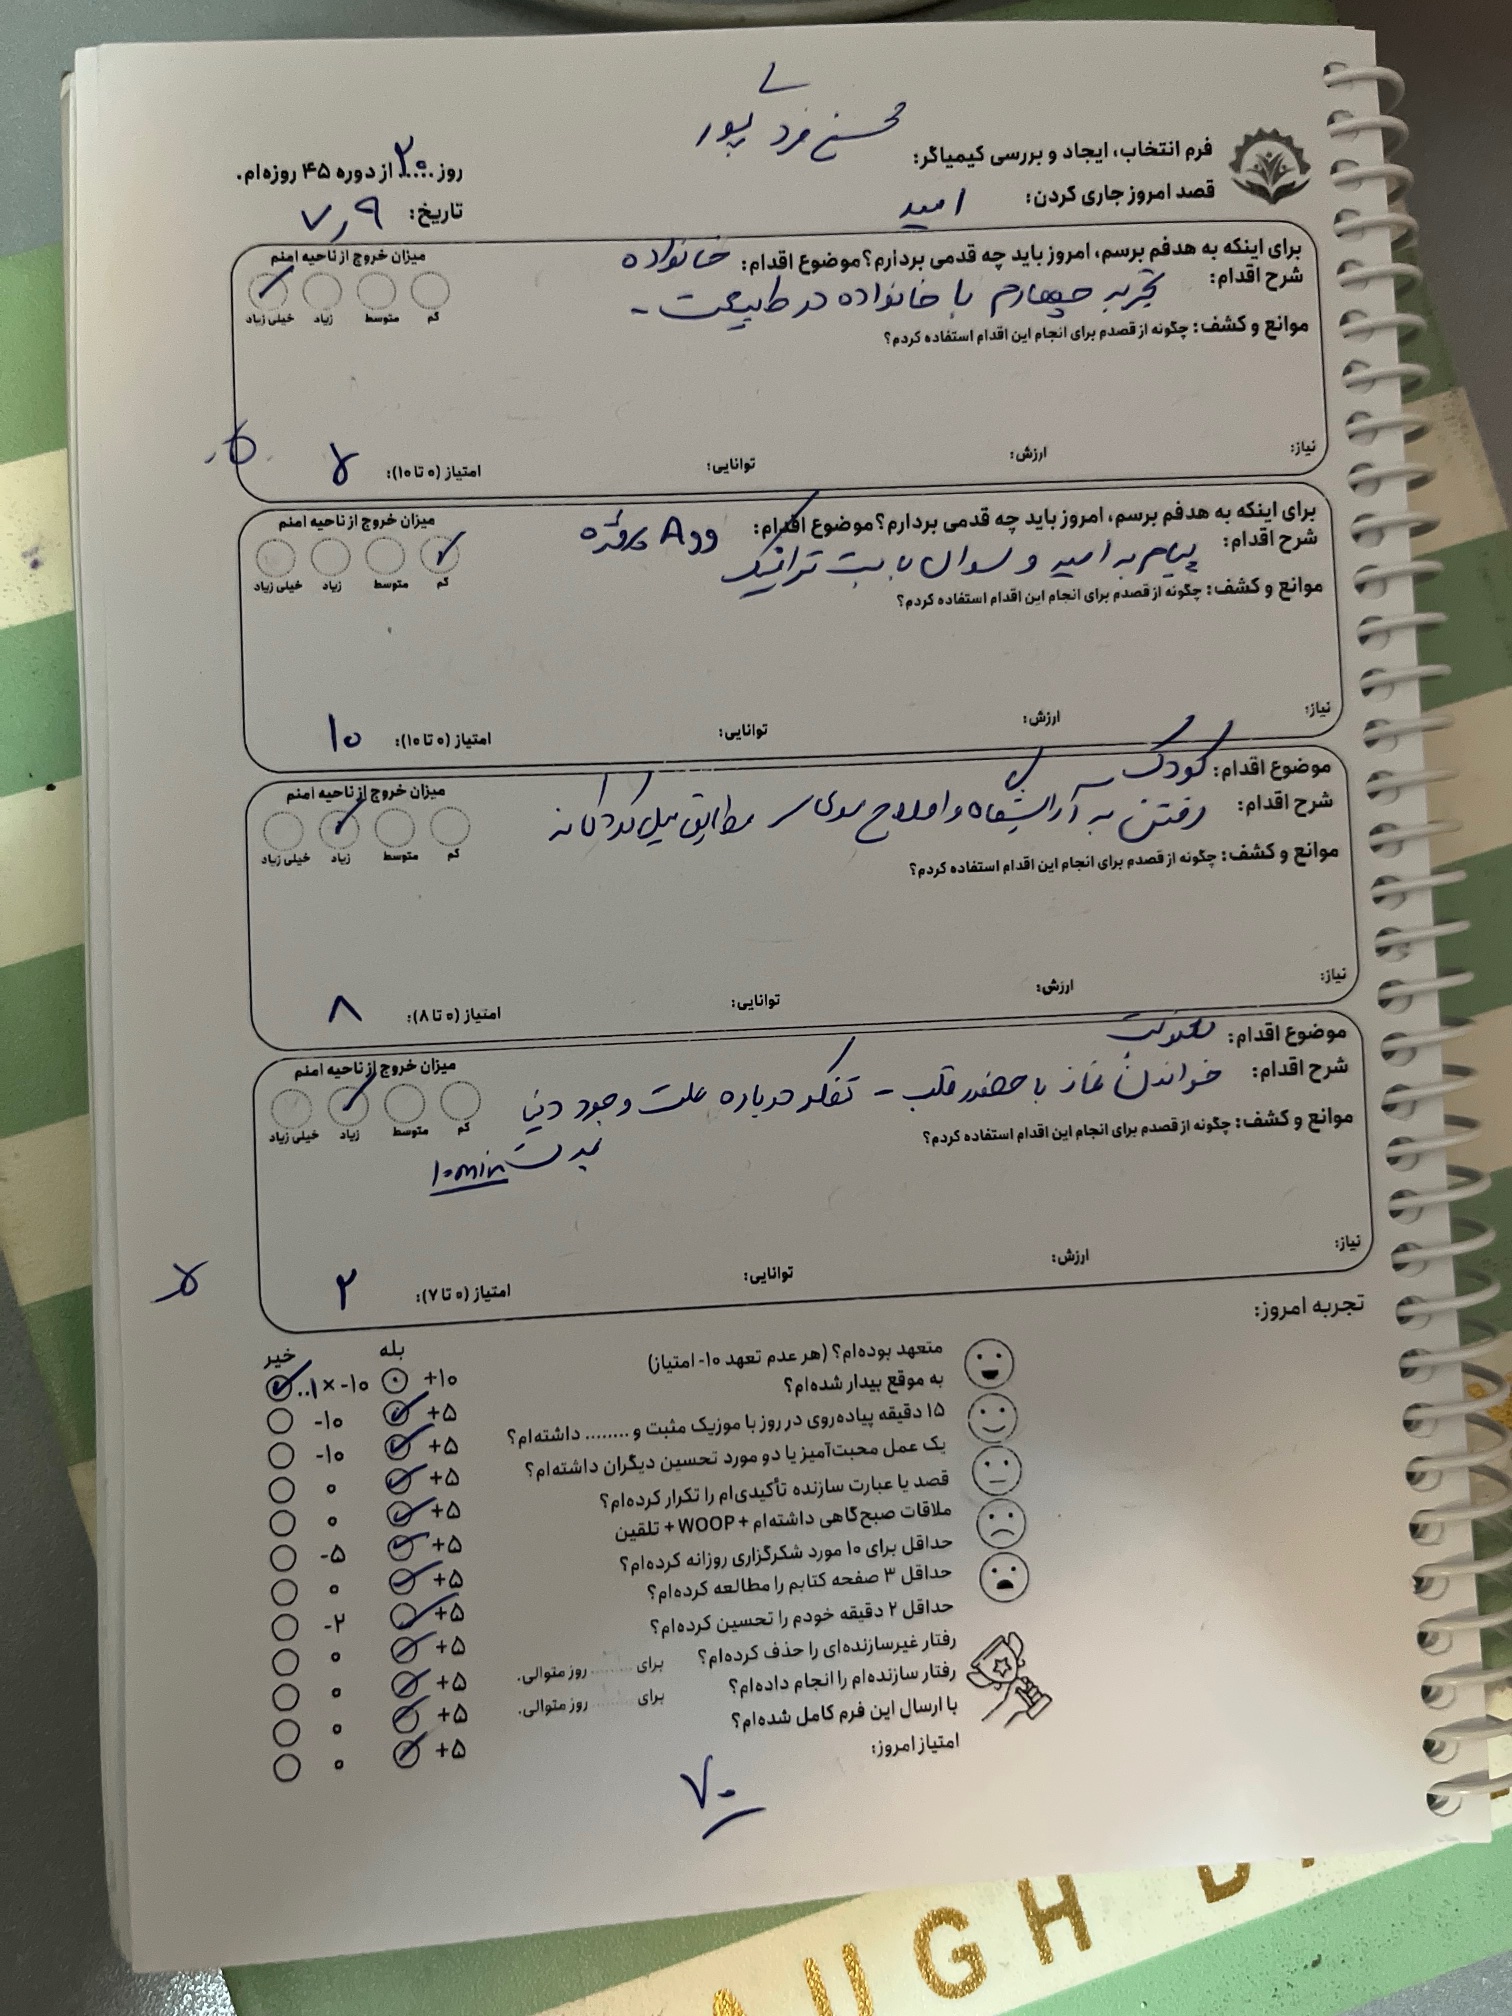 محسن فرد پور
فرم انتخاب، ایجاد و بررسی کیمیاگر:
روز ۳۰ از دوره ۴۵ روزه‌ام.
قصد امروز جاری کردن: امید
تاریخ: ۷٫۹
برای اینکه به هدفم برسم، امروز باید چه قدمی بردارم؟ موضوع اقدام: خانواده
میزان خروج از ناحیه امنم
شرح اقدام: تجربه چهارم با خانواده در طبیعت -
کم متوسط زیاد خیلی زیاد
موانع و کشف: چگونه از قصدم برای انجام این اقدام استفاده کردم؟
نیاز: ارزش: توانایی: امتیاز (۰ تا ۱۰): ۵
برای اینکه به هدفم برسم، امروز باید چه قدمی بردارم؟ موضوع اقدام: پروژه Agg
میزان خروج از ناحیه امنم
شرح اقدام: پیام به امید و سوال بابت ترافیک
کم متوسط زیاد خیلی زیاد
موانع و کشف: چگونه از قصدم برای انجام این اقدام استفاده کردم؟
نیاز: ارزش: توانایی: امتیاز (۰ تا ۱۰): ۱۰
موضوع اقدام: کودک
میزان خروج از ناحیه امنم
شرح اقدام: رفتن به آرایشگاه و اصلاح موی سر مطابق میل کودکانه
کم متوسط زیاد خیلی زیاد
موانع و کشف: چگونه از قصدم برای انجام این اقدام استفاده کردم؟
نیاز: ارزش: توانایی: امتیاز (۰ تا ۸): ۸
موضوع اقدام: معنویت
میزان خروج از ناحیه امنم
شرح اقدام: خواندن نماز با حضور قلب - تفکر درباره علت وجود دنیا
کم متوسط زیاد خیلی زیاد
موانع و کشف: چگونه از قصدم برای انجام این اقدام استفاده کردم؟
بمدت ۱۰min
نیاز: ارزش: توانایی: امتیاز (۰ تا ۷): ۲
تجربه امروز:
بله خیر
متعهد بوده‌ام؟ (هر عدم تعهد ۱۰- امتیاز) +۱۰ -۱۰ × ۱
به موقع بیدار شده‌ام؟ +۵ -۱۰
۱۵ دقیقه پیاده‌روی در روز با موزیک مثبت و ........ داشته‌ام؟ +۵ -۱۰
یک عمل محبت‌آمیز یا دو مورد تحسین دیگران داشته‌ام؟ +۵ ۰
قصد یا عبارت سازنده تأکیدی‌ام را تکرار کرده‌ام؟ +۵ ۰
ملاقات صبح‌گاهی داشته‌ام + WOOP + تلقین +۵ -۵
حداقل برای ۱۰ مورد شکرگزاری روزانه کرده‌ام؟ +۵ ۰
حداقل ۳ صفحه کتابم را مطالعه کرده‌ام؟ +۵ -۲
حداقل ۲ دقیقه خودم را تحسین کرده‌ام؟ +۵ ۰
رفتار غیرسازنده‌ای را حذف کرده‌ام؟ برای ........ روز متوالی. +۵ ۰
رفتار سازنده‌ام را انجام داده‌ام؟ برای ........ روز متوالی. +۵ ۰
با ارسال این فرم کامل شده‌ام؟ +۵ ۰
امتیاز امروز: ۷۰
UGH D